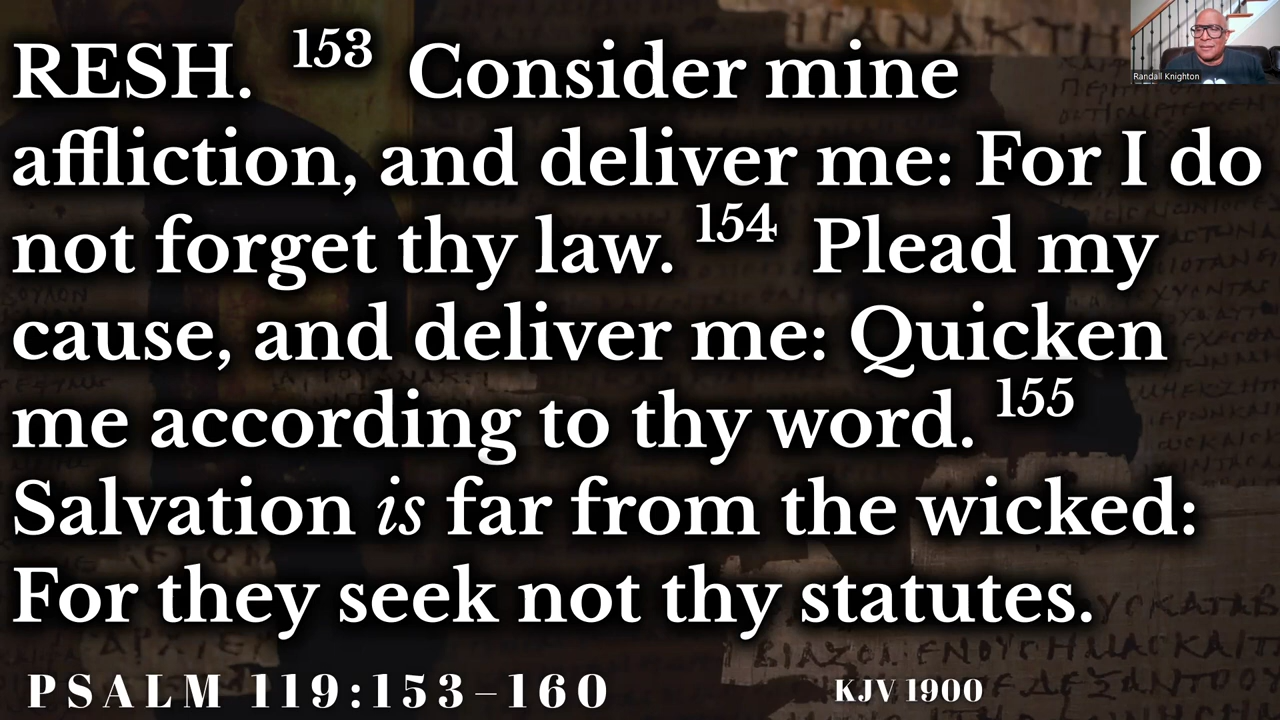 RESH. 153 Consider mine
affliction, and deliver me: For I do
not forget thy law. 154 Plead my
cause, and deliver me: Quicken
me according to thy word. 155
Salvation is far from the wicked:
For they seek not thy statutes.
PSALM 119:153–160
KJV 1900
Randall Knighton